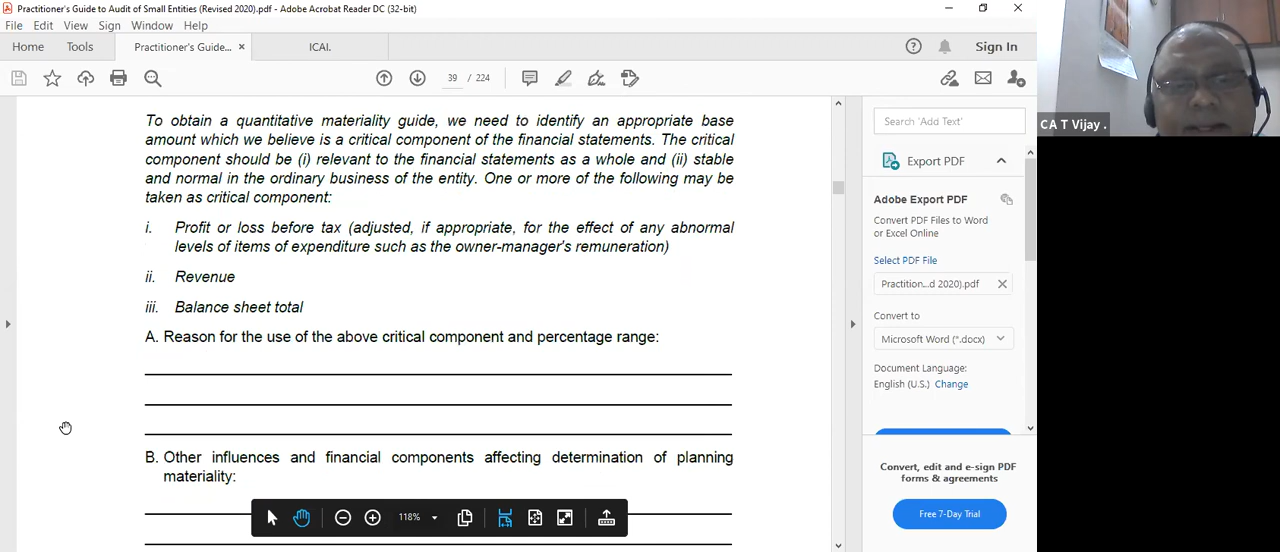 Practitioner's Guide to Audit of Small Entities (Revised 2020).pdf - Adobe Acrobat Reader DC (32-bit)
File Edit View Sign Window Help
Home Tools Practitioner's Guide... × ICAI. Sign In
39 / 224
To obtain a quantitative materiality guide, we need to identify an appropriate base
amount which we believe is a critical component of the financial statements. The critical
component should be (i) relevant to the financial statements as a whole and (ii) stable
and normal in the ordinary business of the entity. One or more of the following may be
taken as critical component:
i. Profit or loss before tax (adjusted, if appropriate, for the effect of any abnormal
levels of items of expenditure such as the owner-manager's remuneration)
ii. Revenue
iii. Balance sheet total
A. Reason for the use of the above critical component and percentage range:
B. Other influences and financial components affecting determination of planning
materiality:
118%
Search 'Add Text'
Export PDF
Adobe Export PDF
Convert PDF Files to Word
or Excel Online
Select PDF File
Practition...d 2020).pdf
Convert to
Microsoft Word (*.docx)
Document Language:
English (U.S.) Change
Convert, edit and e-sign PDF
forms & agreements
Free 7-Day Trial
CA T Vijay .